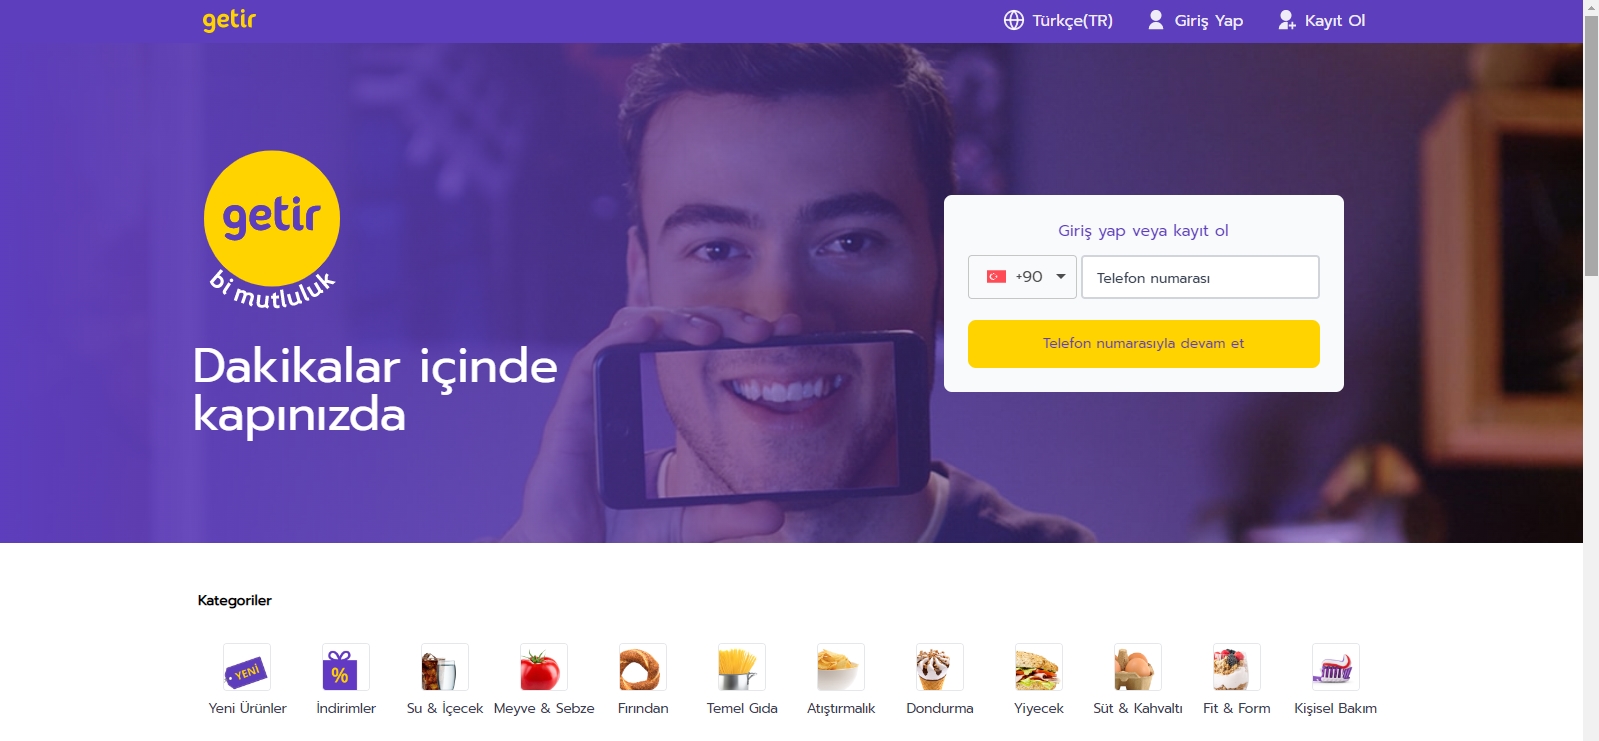 getir
Türkçe(TR)
Giriş Yap
Kayıt Ol
getir
bi mutluluk
Dakikalar içinde
kapınızda
Giriş yap veya kayıt ol
+90
Telefon numarası
Telefon numarasıyla devam et
Kategoriler
YENİ
%
Yeni Ürünler
İndirimler
Su & İçecek
Meyve & Sebze
Fırından
Temel Gıda
Atıştırmalık
Dondurma
Yiyecek
Süt & Kahvaltı
Fit & Form
Kişisel Bakım